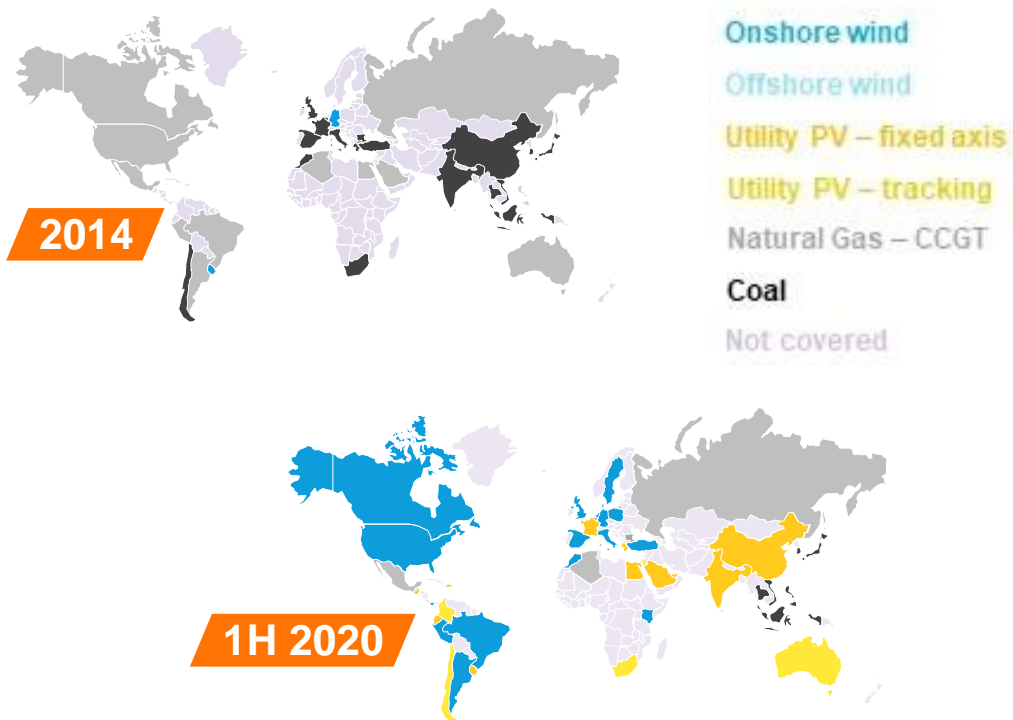 Onshore wind
Offshore wind
Utility PV – fixed axis
Utility PV – tracking
Natural Gas – CCGT
Coal
Not covered
2014
1H 2020